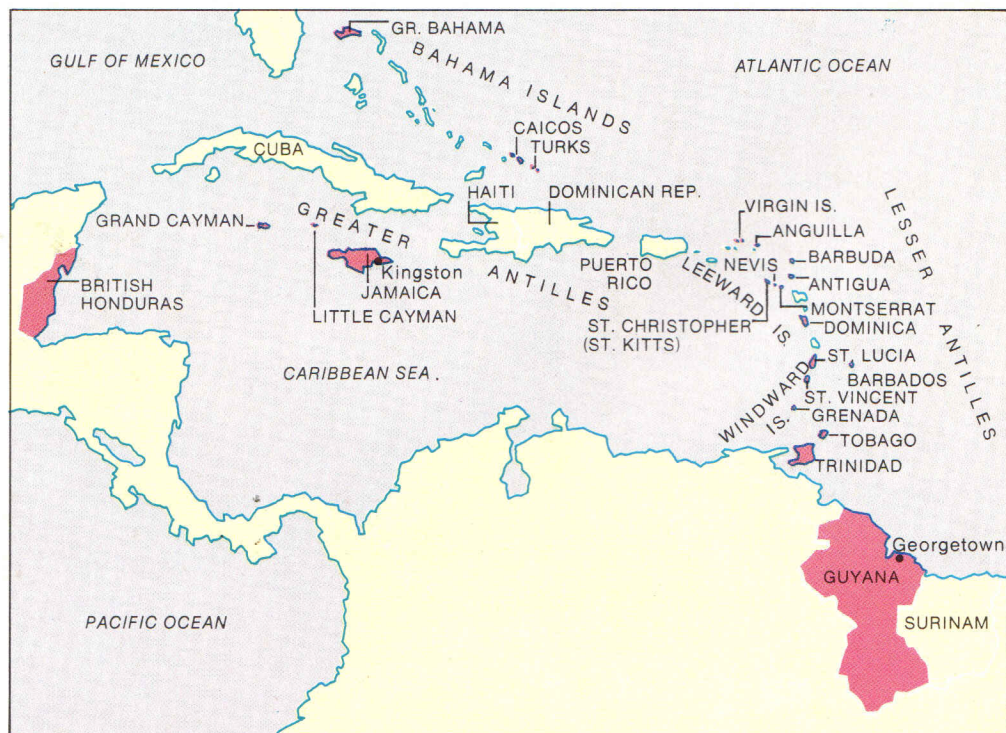 GR. BAHAMA
GULF OF MEXICO
BAHAMA ISLANDS
ATLANTIC OCEAN
CAICOS
TURKS
CUBA
HAITI
DOMINICAN REP.
GRAND CAYMAN
GREATER
ANTILLES
VIRGIN IS.
ANGUILLA
LESSER
ANTILLES
BARBUDA
NEVIS
PUERTO
RICO
LEEWARD IS.
ANTIGUA
Kingston
JAMAICA
BRITISH
HONDURAS
LITTLE CAYMAN
MONTSERRAT
ST. CHRISTOPHER
(ST. KITTS)
DOMINICA
CARIBBEAN SEA
ST. LUCIA
BARBADOS
WINDWARD
IS.
ST. VINCENT
GRENADA
TOBAGO
TRINIDAD
Georgetown
GUYANA
PACIFIC OCEAN
SURINAM